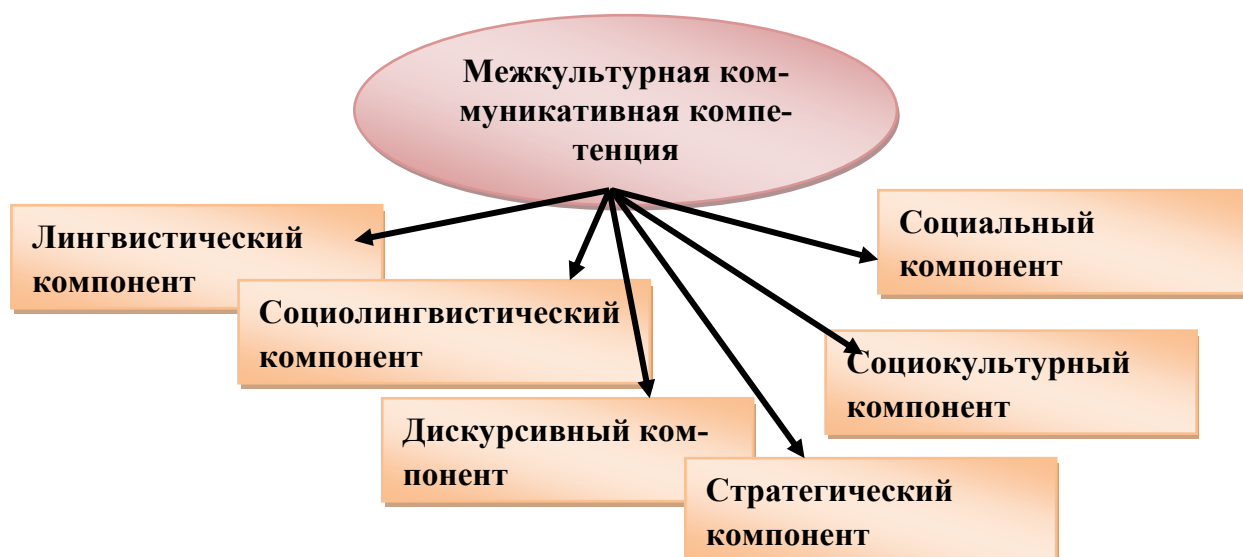 Межкультурная ком-
муникативная компе-
тенция
Лингвистический
компонент
Социолингвистический
компонент
Дискурсивный ком-
понент
Стратегический
компонент
Социокультурный
компонент
Социальный
компонент